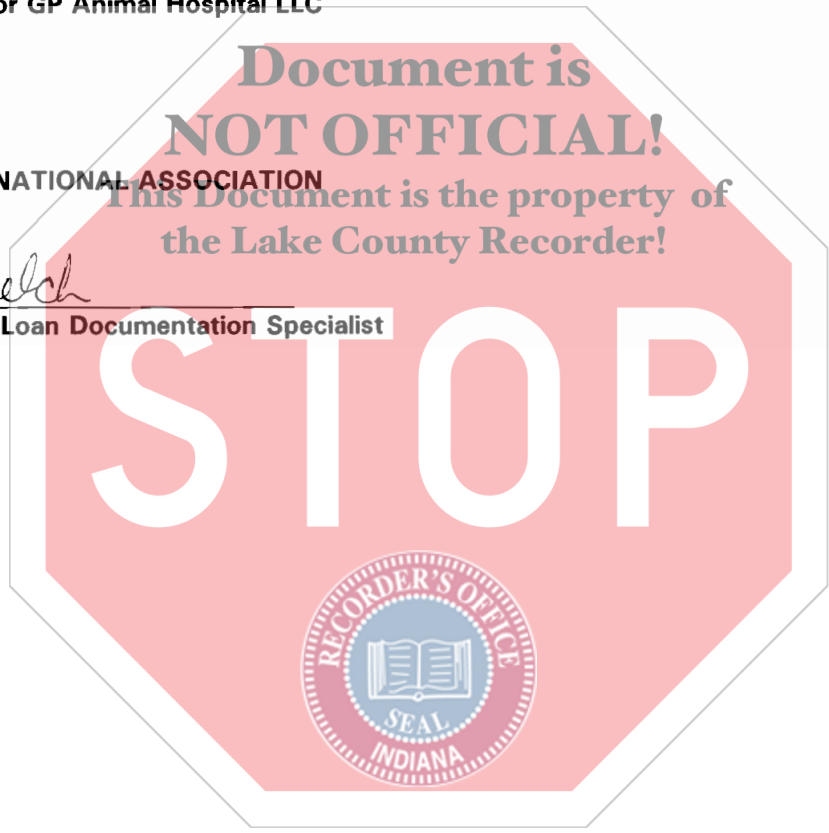 or GP Animal Hospital LLC
Document is
NOT OFFICIAL!
NATIONAL ASSOCIATION
This Document is the property of
the Lake County Recorder!
Loan Documentation Specialist
STOP
RECORDER'S OFFICE
SEAL
INDIANA